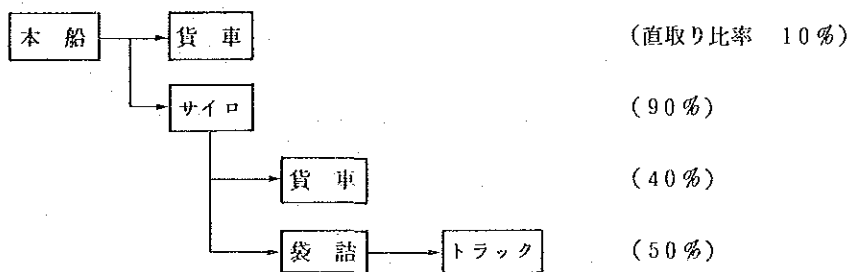 本船 貨車 (直取り比率 10%)
サイロ (90%)
貨車 (40%)
袋詰 トラック (50%)